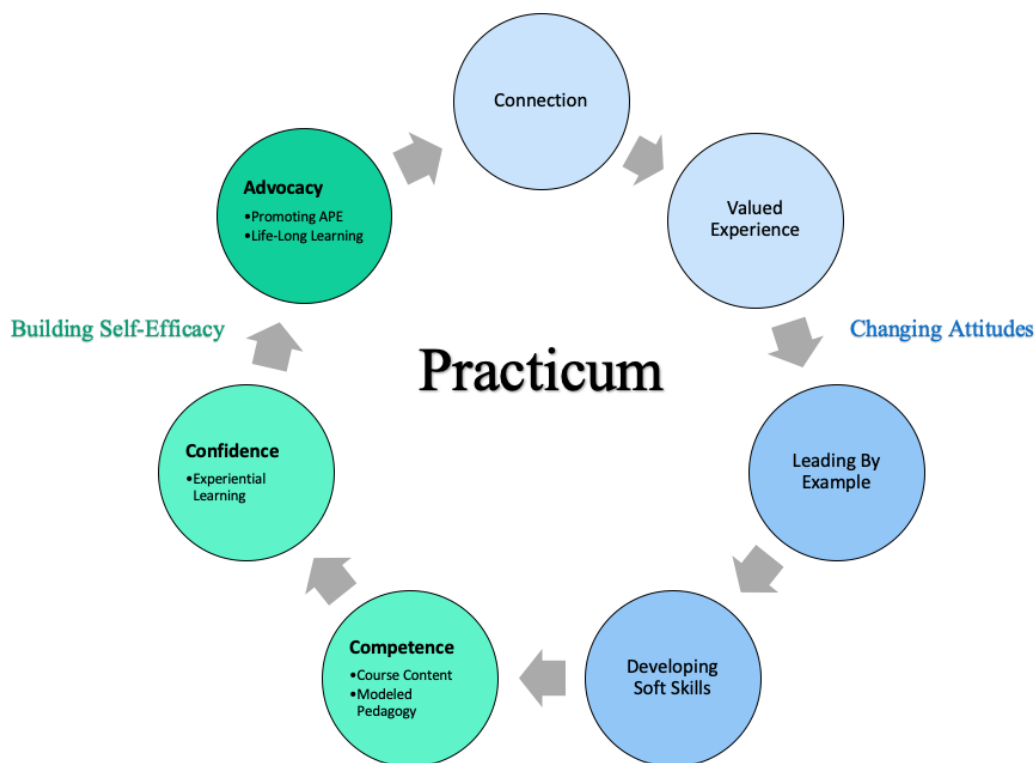 Connection
Valued
Experience
Changing Attitudes
Leading By
Example
Developing
Soft Skills
Competence
•Course Content
•Modeled
Pedagogy
Confidence
•Experiential
Learning
Building Self-Efficacy
Advocacy
•Promoting APE
•Life-Long Learning
Practicum